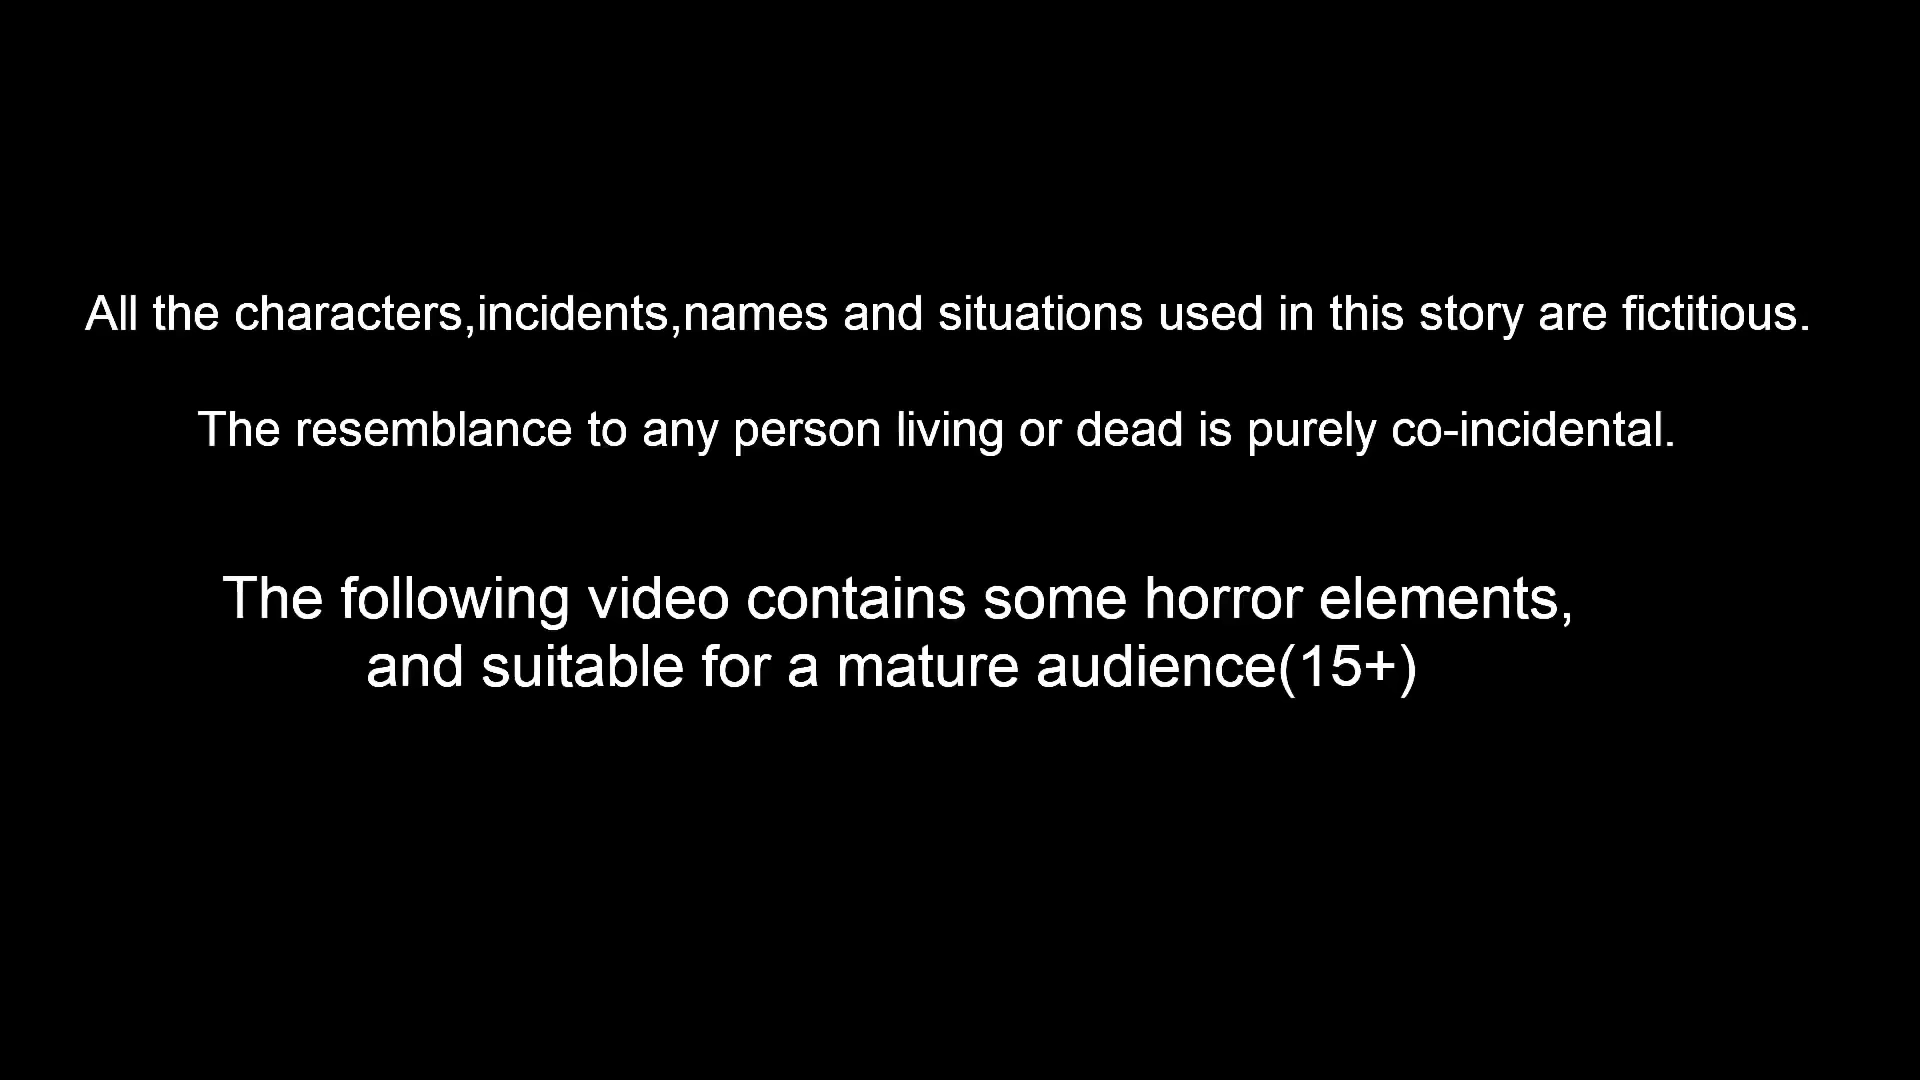 All the characters,incidents,names and situations used in this story are fictitious.
The resemblance to any person living or dead is purely co-incidental.
The following video contains some horror elements,
and suitable for a mature audience(15+)